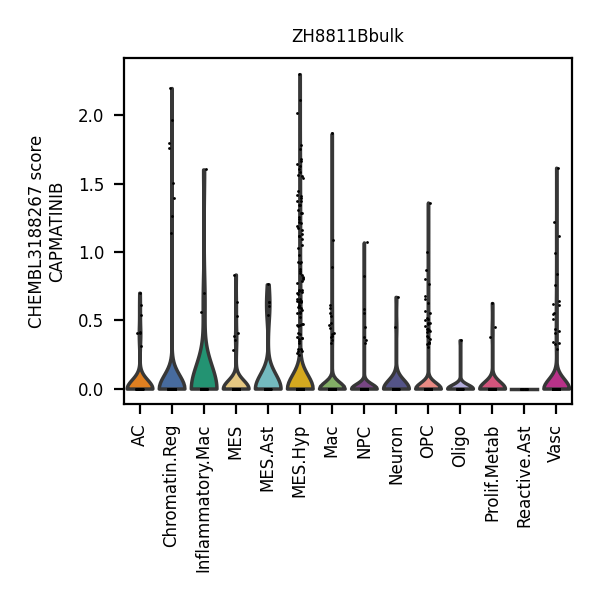 ZH8811Bbulk
CHEMBL3188267 score
CAPMATINIB
2.0
1.5
1.0
0.5
0.0
AC
Chromatin.Reg
Inflammatory.Mac
MES
MES.Ast
MES.Hyp
Mac
NPC
Neuron
OPC
Oligo
Prolif.Metab
Reactive.Ast
Vasc